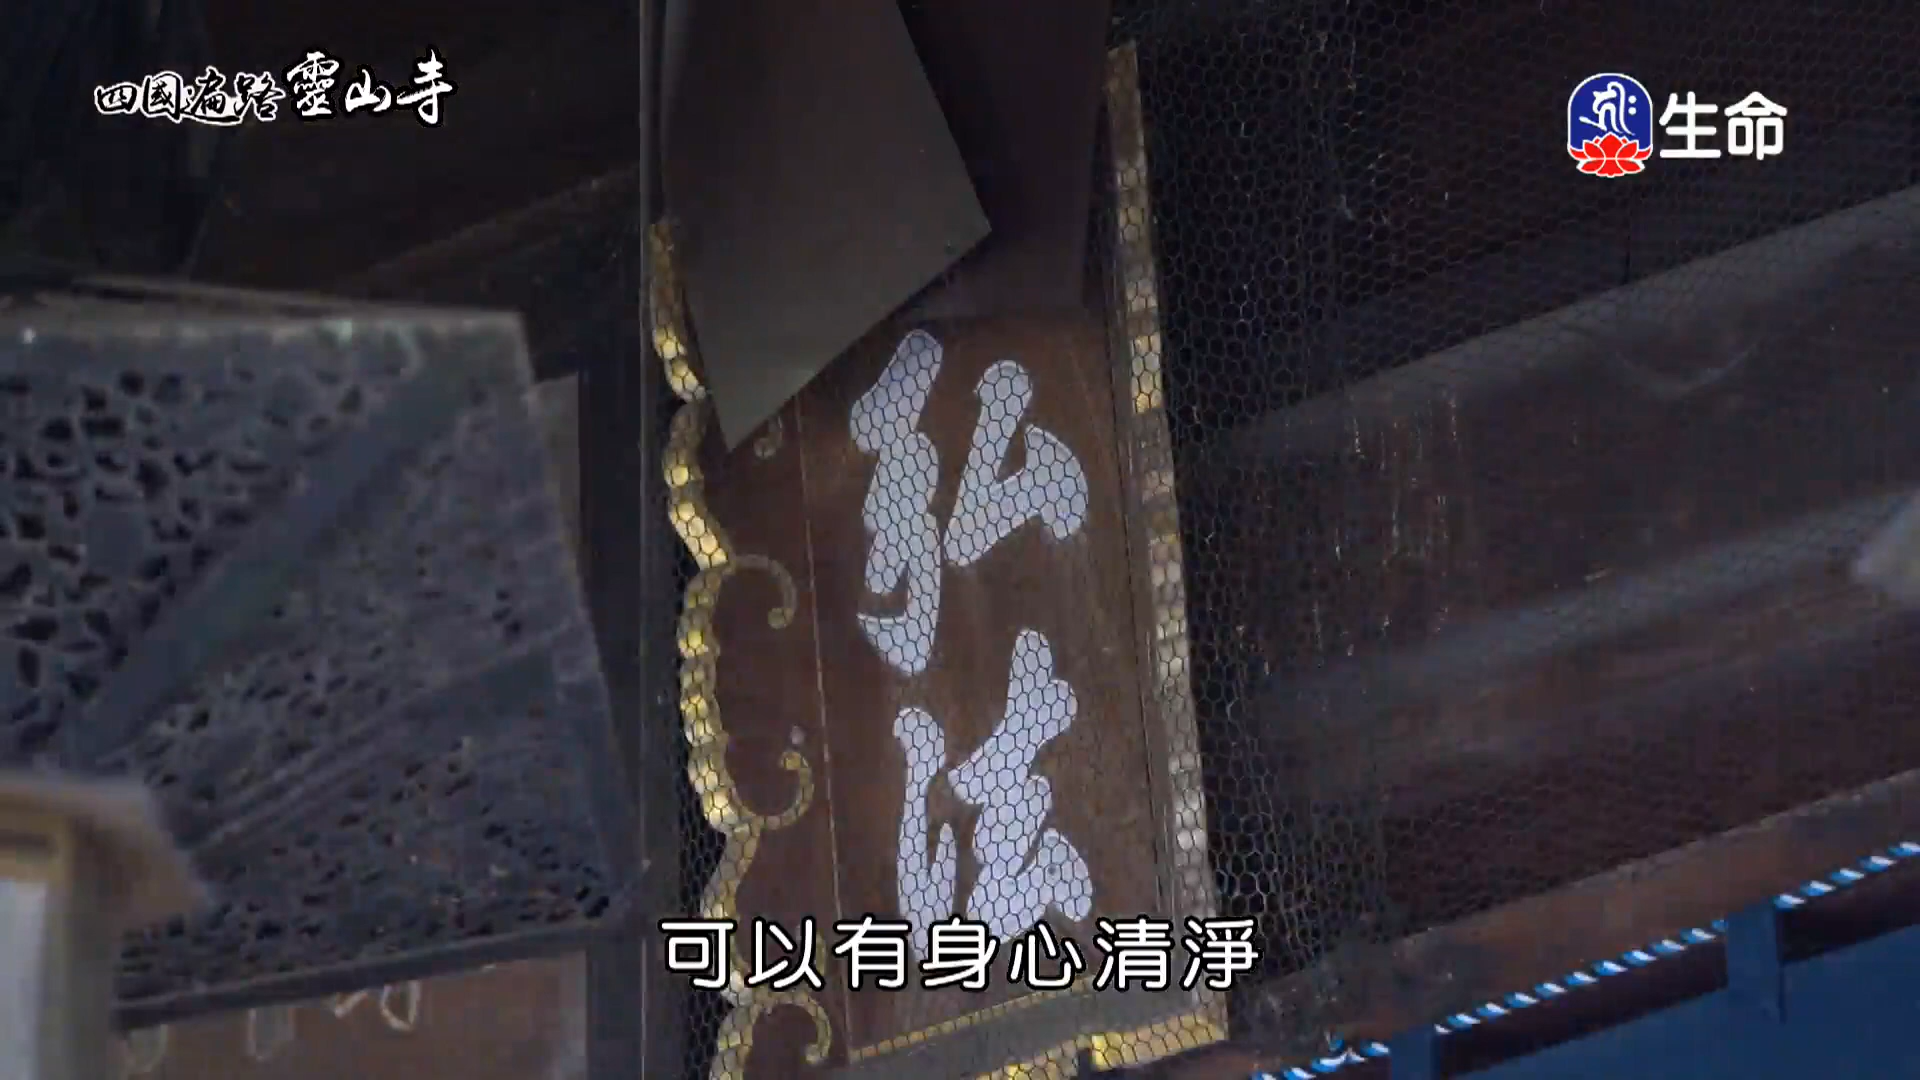 四國遍路靈山寺
生命
弘法
可以有身心清淨